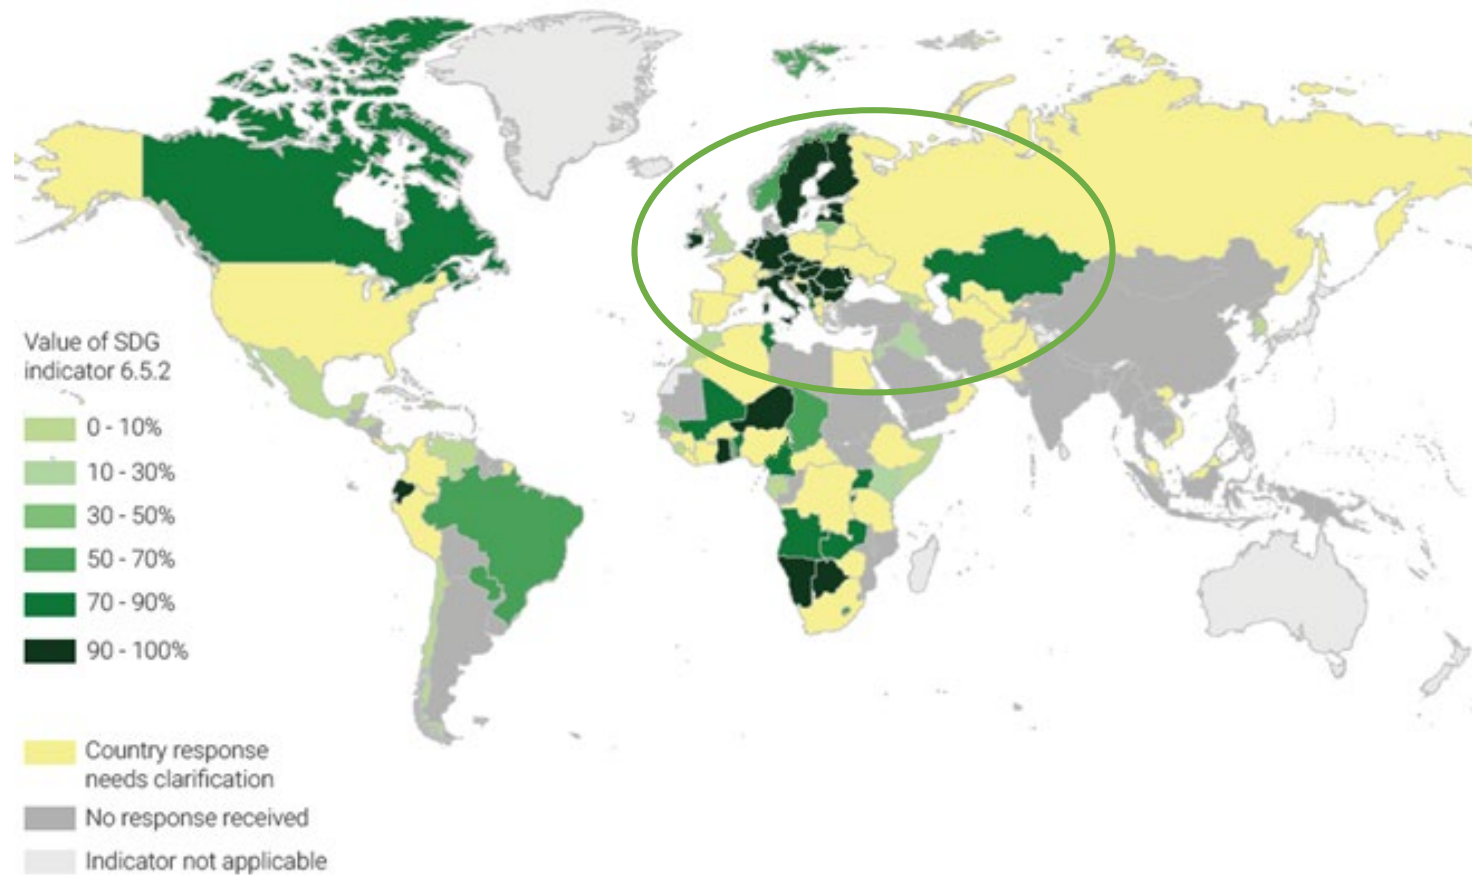 Value of SDG
indicator 6.5.2
0 - 10%
10 - 30%
30 - 50%
50 - 70%
70 - 90%
90 - 100%
Country response
needs clarification
No response received
Indicator not applicable